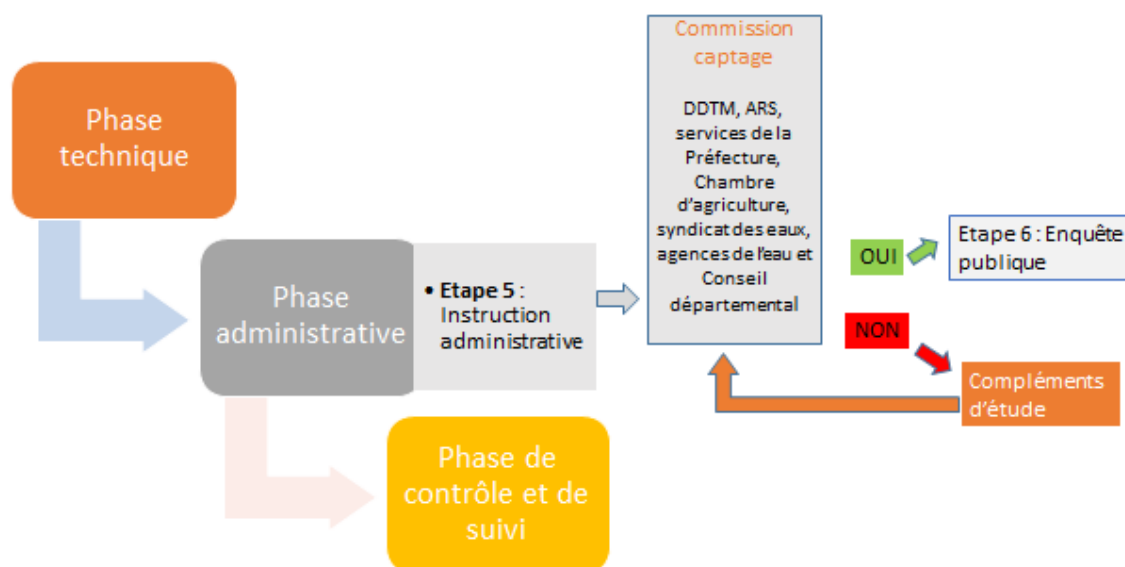 Phase
technique
Phase
administrative
• Etape 5 :
Instruction
administrative
Phase de
contrôle et de
suivi
Commission
captage
DDTM, ARS,
services de la
Préfecture,
Chambre
d'agriculture,
syndicat des eaux,
agences de l'eau et
Conseil
départemental
OUI
Etape 6 : Enquête
publique
NON
Compléments
d'étude